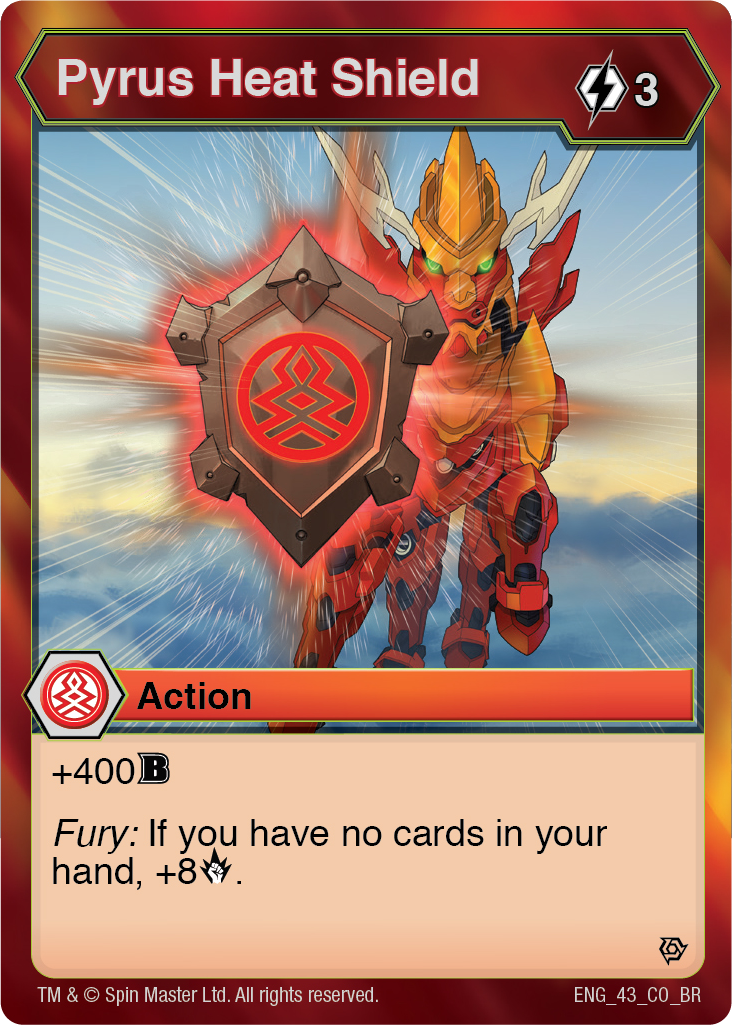 Pyrus Heat Shield
3
Action
+400B
Fury: If you have no cards in your
hand, +8.
TM & © Spin Master Ltd. All rights reserved.
ENG_43_CO_BR